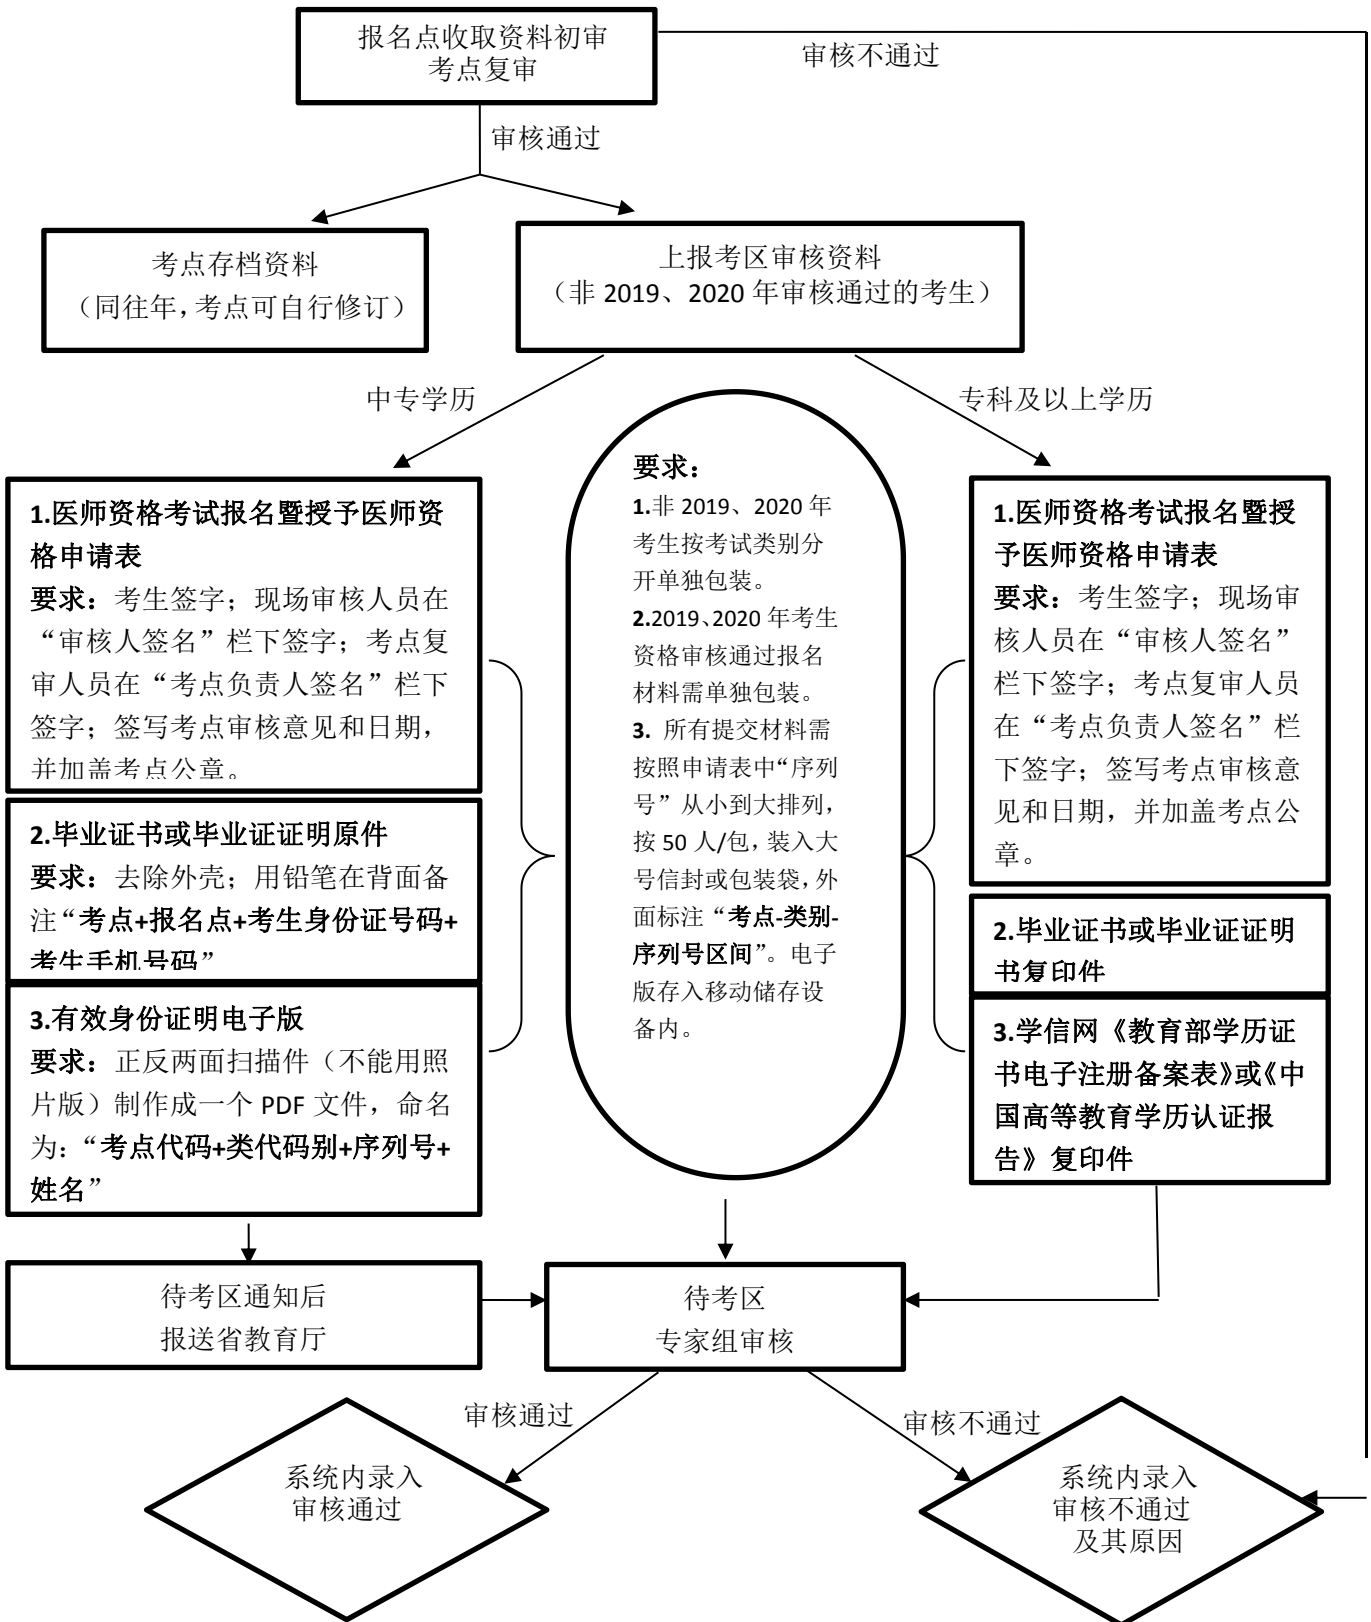 报名点收取资料初审
考点复审
审核不通过
审核通过
考点存档资料
（同往年，考点可自行修订）
上报考区审核资料
（非 2019、2020 年审核通过的考生）
中专学历
专科及以上学历
1.医师资格考试报名暨授予医师资
格申请表
要求：考生签字；现场审核人员在
“审核人签名”栏下签字；考点复
审人员在“考点负责人签名”栏下
签字；签写考点审核意见和日期，
并加盖考点公章。
2.毕业证书或毕业证证明原件
要求：去除外壳；用铅笔在背面备
注“考点+报名点+考生身份证号码+
考生手机号码”
3.有效身份证明电子版
要求：正反两面扫描件（不能用照
片版）制作成一个 PDF 文件，命名
为：“考点代码+类代码别+序列号+
姓名”
要求：
1.非 2019、2020 年
考生按考试类别分
开单独包装。
2.2019、2020 年考生
资格审核通过报名
材料需单独包装。
3. 所有提交材料需
按照申请表中“序列
号”从小到大排列，
按 50 人/包，装入大
号信封或包装袋，外
面标注“考点-类别-
序列号区间”。电子
版存入移动储存设
备内。
1.医师资格考试报名暨授
予医师资格申请表
要求：考生签字；现场审
核人员在“审核人签名”
栏下签字；考点复审人员
在“考点负责人签名”栏
下签字；签写考点审核意
见和日期，并加盖考点公
章。
2.毕业证书或毕业证证明
书复印件
3.学信网《教育部学历证
书电子注册备案表》或《中
国高等教育学历认证报
告》复印件
待考区通知后
报送省教育厅
待考区
专家组审核
审核通过
审核不通过
系统内录入
审核通过
系统内录入
审核不通过
及其原因